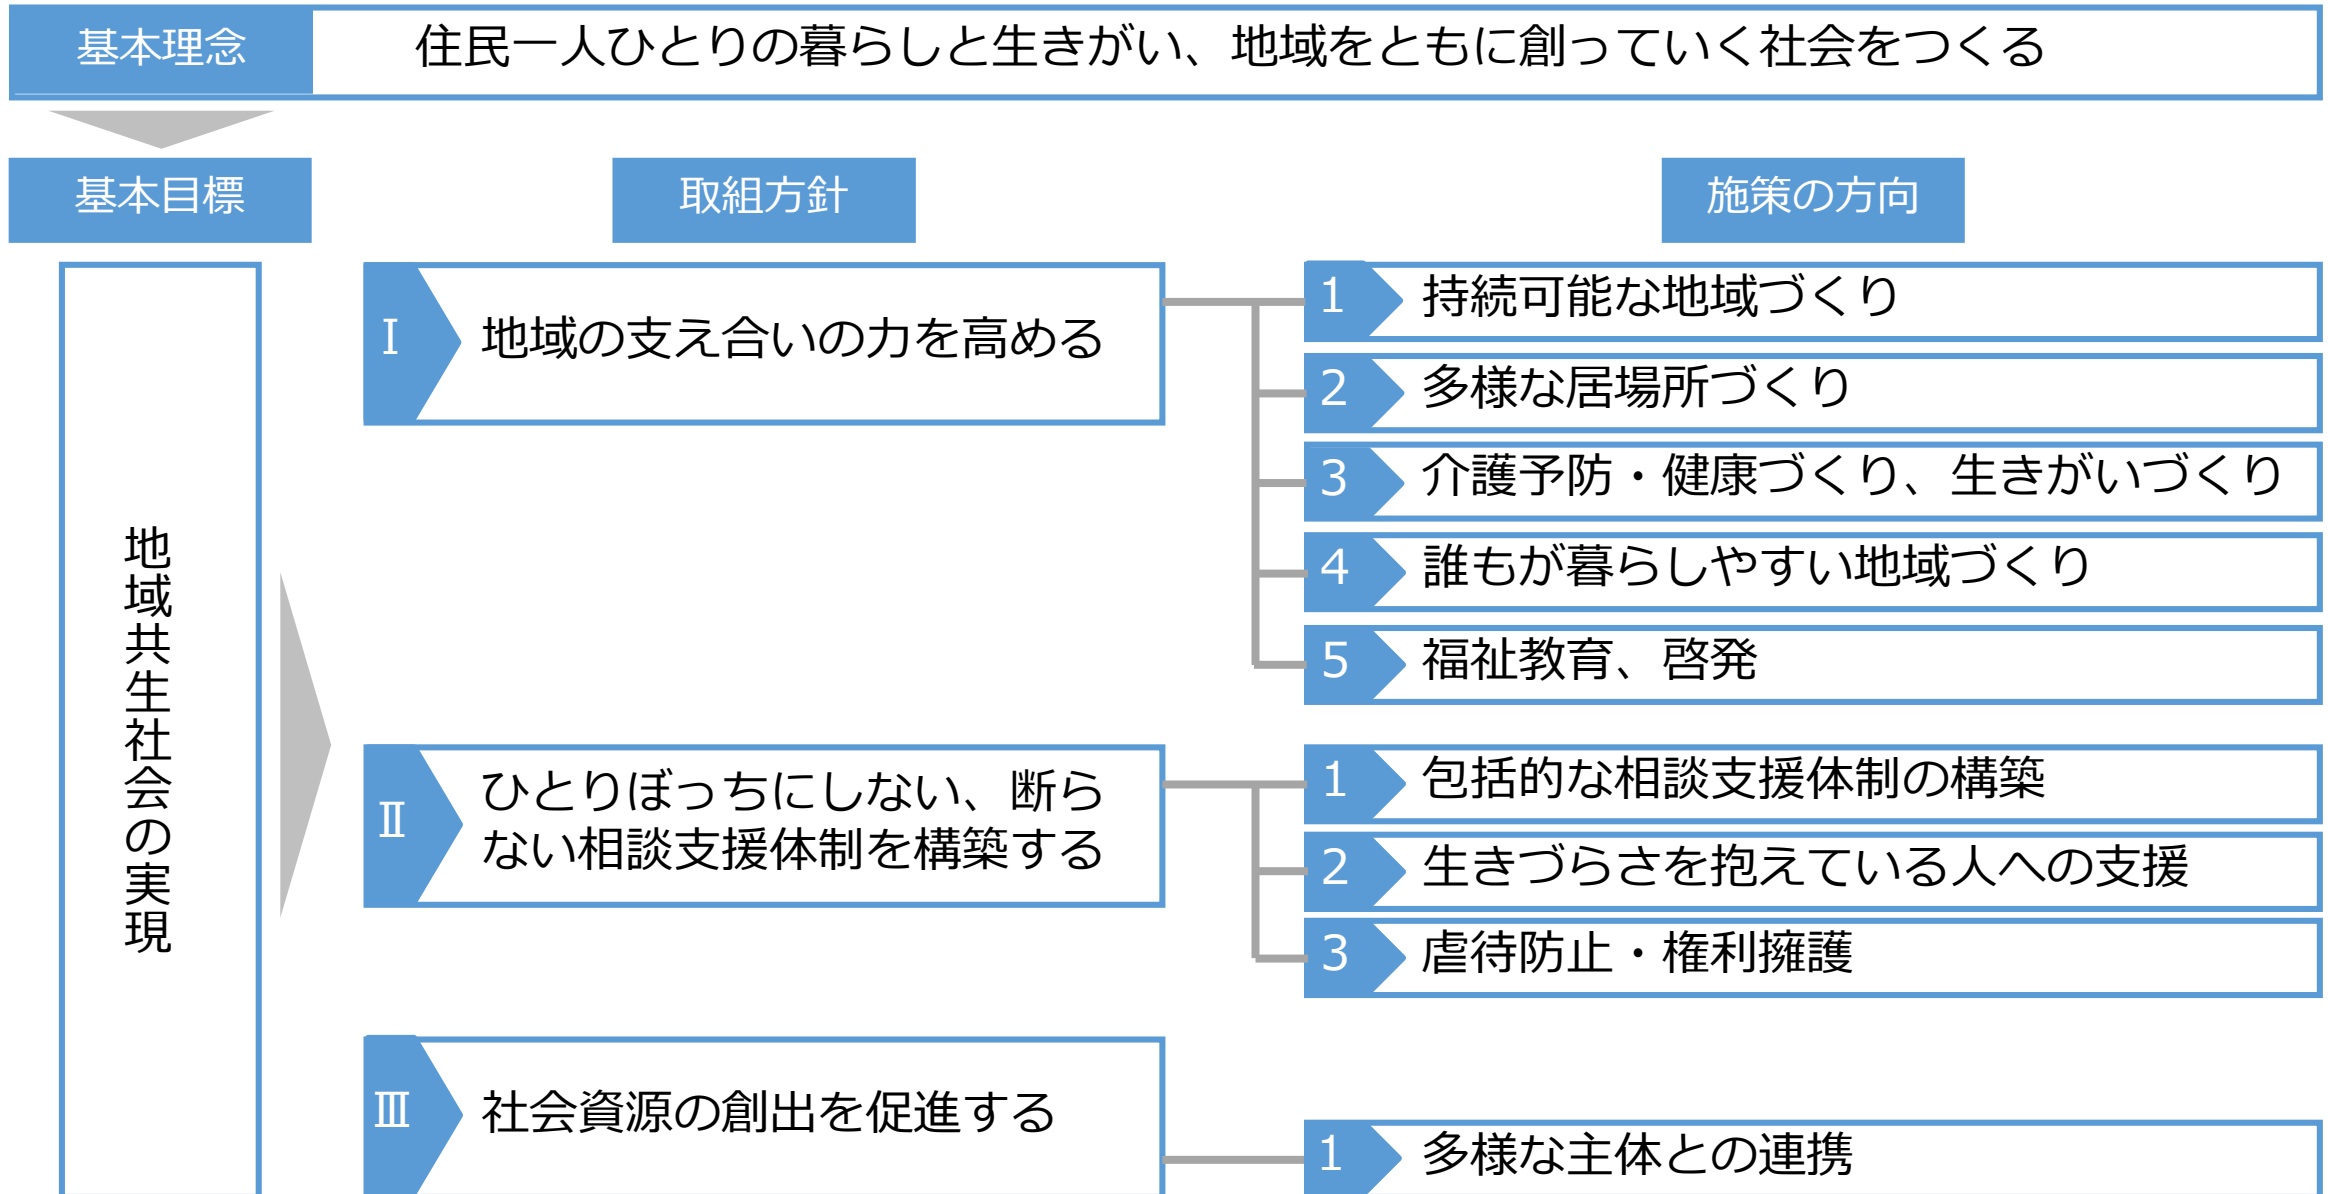 基本理念
住民一人ひとりの暮らしと生きがい、地域をともに創っていく社会をつくる
基本目標
取組方針
施策の方向
地域共生社会の実現
Ⅰ
地域の支え合いの力を高める
1
持続可能な地域づくり
2
多様な居場所づくり
3
介護予防・健康づくり、生きがいづくり
4
誰もが暮らしやすい地域づくり
5
福祉教育、啓発
Ⅱ
ひとりぼっちにしない、断ら
ない相談支援体制を構築する
1
包括的な相談支援体制の構築
2
生きづらさを抱えている人への支援
3
虐待防止・権利擁護
Ⅲ
社会資源の創出を促進する
1
多様な主体との連携